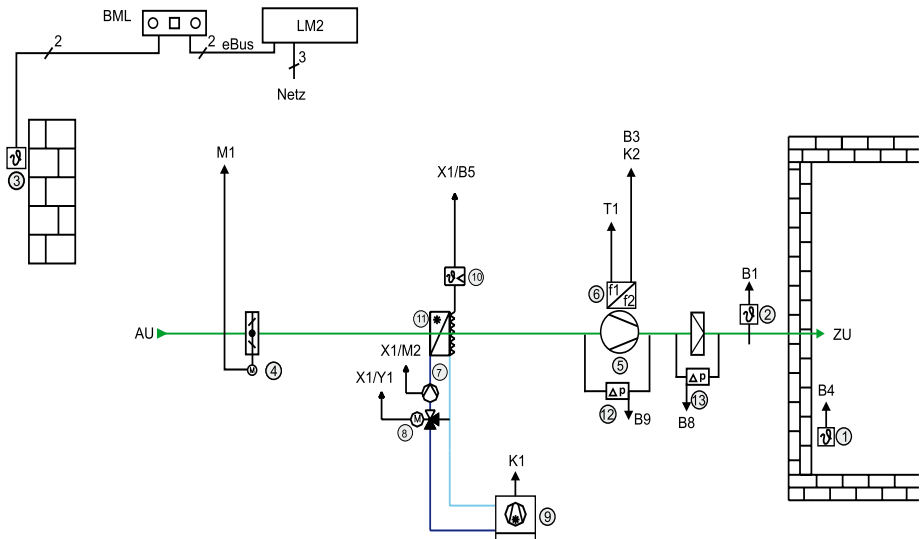 BML
LM2
2
2
eBus
3
Netz
ϑ
3
M1
X1/B5
B3
K2
T1
ϑ<
10
6
f1
f2
B1
ϑ
2
AU
11
ZU
M
4
X1/M2
7
5
X1/Y1
Δp
12
Δp
13
M
8
B9
B8
B4
ϑ
1
K1
9